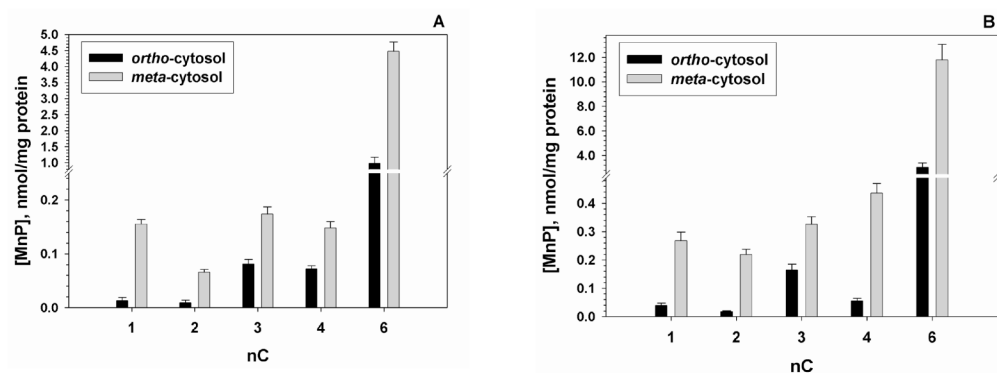 A
[MnP], nmol/mg protein
5.0
4.5
4.0
3.5
3.0
2.5
2.0
1.5
1.0
0.2
0.1
0.0
ortho-cytosol
meta-cytosol
1 2 3 4 6
nC
B
[MnP], nmol/mg protein
12.0
10.0
8.0
6.0
4.0
0.4
0.3
0.2
0.1
0.0
ortho-cytosol
meta-cytosol
1 2 3 4 6
nC